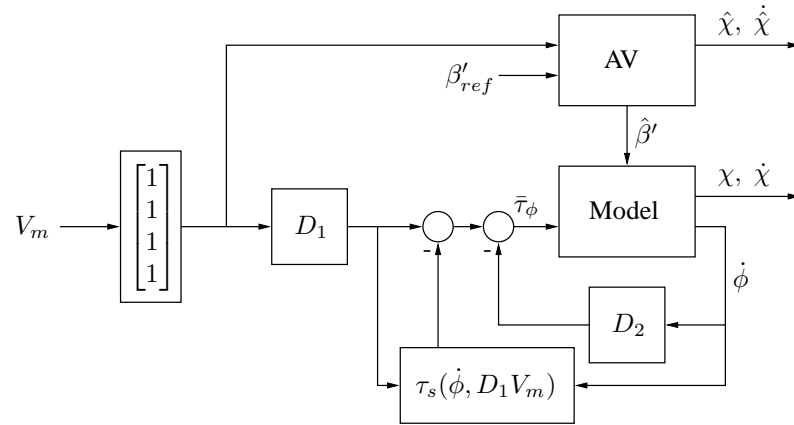 χ̂, χ̂̇
AV
β′ref
β̂′
χ, χ̇
[1 1 1 1]
Vm
D1
τ̄ϕ
Model
-
-
ϕ̇
D2
τs(ϕ̇, D1Vm)